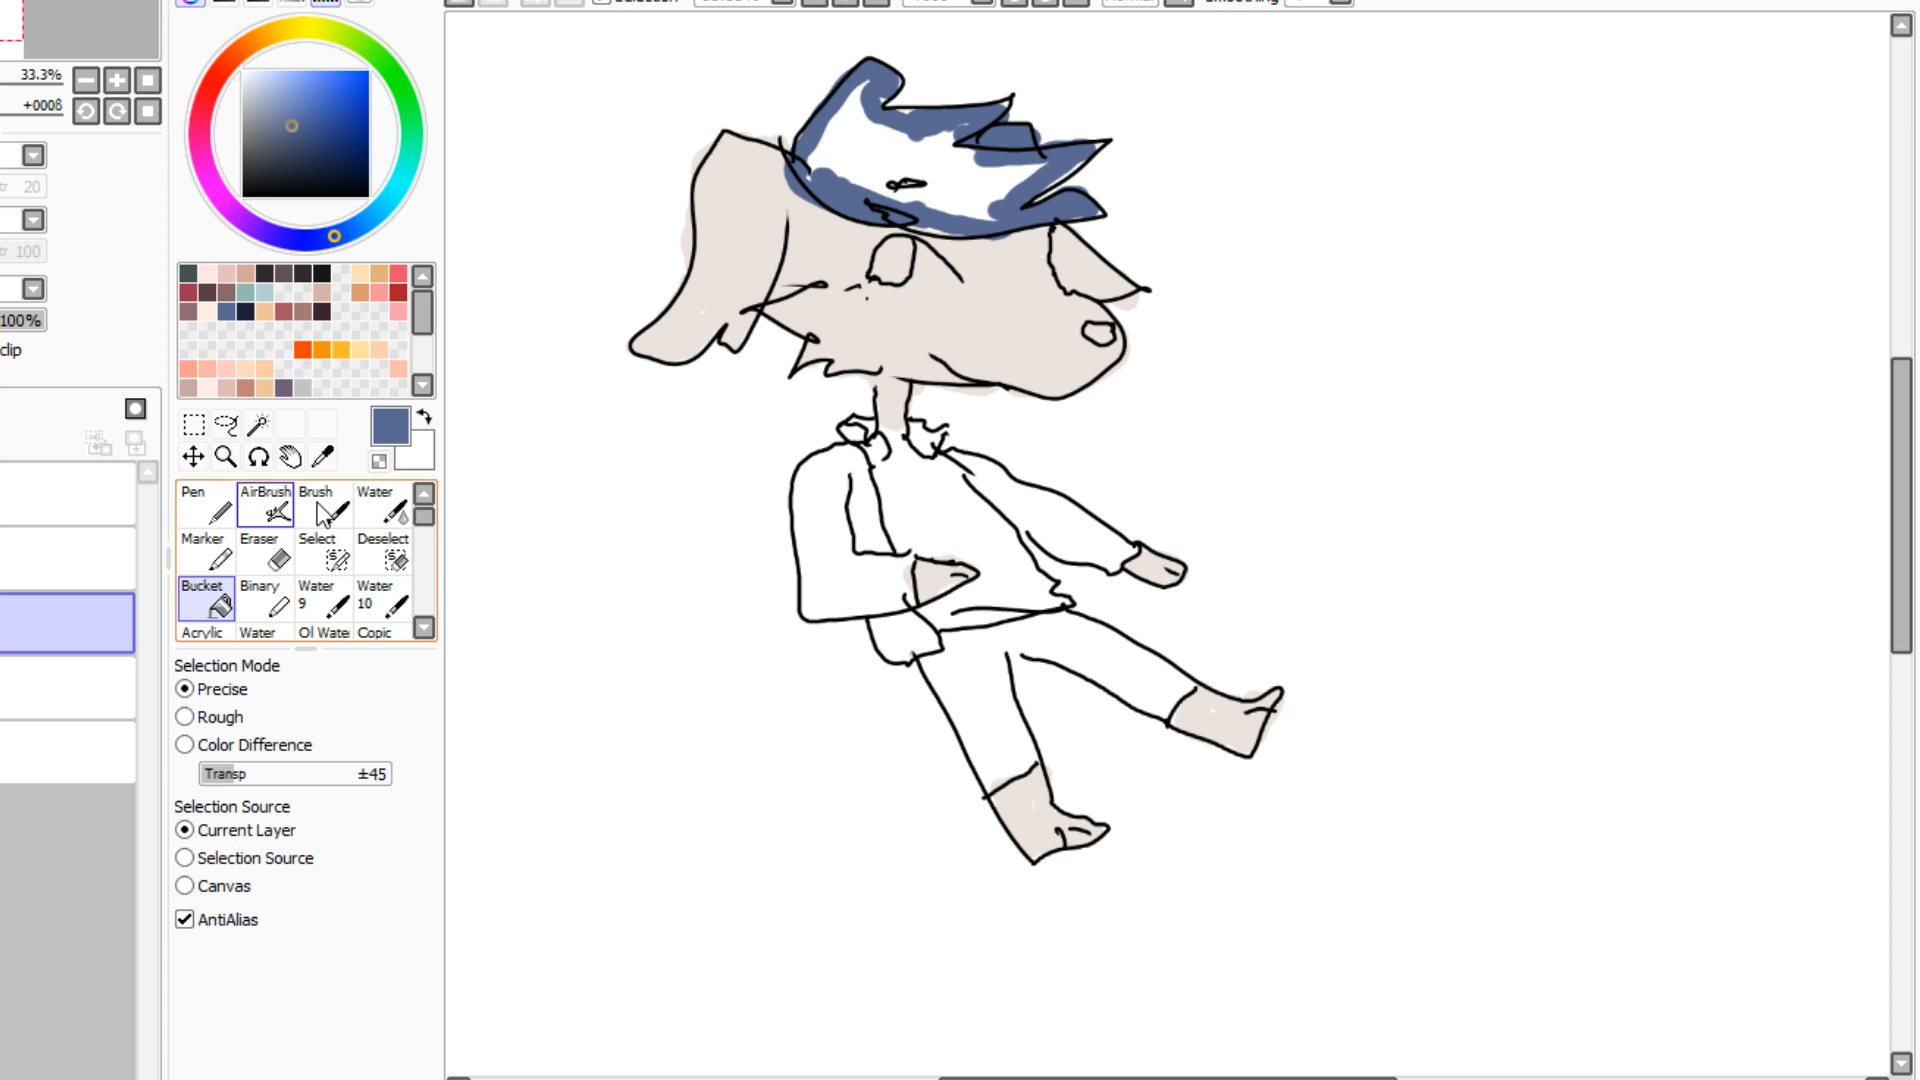 33.3%
+000ß
20
100
100%
clip
Pen
AirBrush
Brush
Water
Marker
Eraser
Select
Deselect
Bucket
Binary
Water
9
Water
10
Acrylic
Water
Ol Wate
Copic
Selection Mode
Precise
Rough
Color Difference
Transp ±45
Selection Source
Current Layer
Selection Source
Canvas
AntiAlias